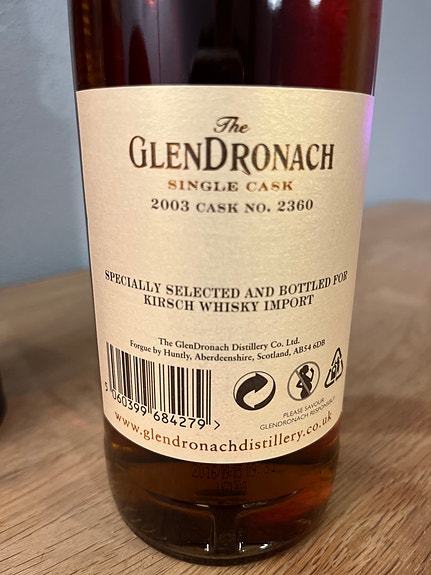 The
GLENDRONACH
SINGLE CASK
2003 CASK NO. 2360
SPECIALLY SELECTED AND BOTTLED FOR
KIRSCH WHISKY IMPORT
The GlenDronach Distillery Co. Ltd.
Forgue by Huntly, Aberdeenshire, Scotland, AB54 6DB
5 060399 684279 >
PLEASE SAVOUR
GLENDRONACH RESPONSIBLY
www.glendronachdistillery.co.uk